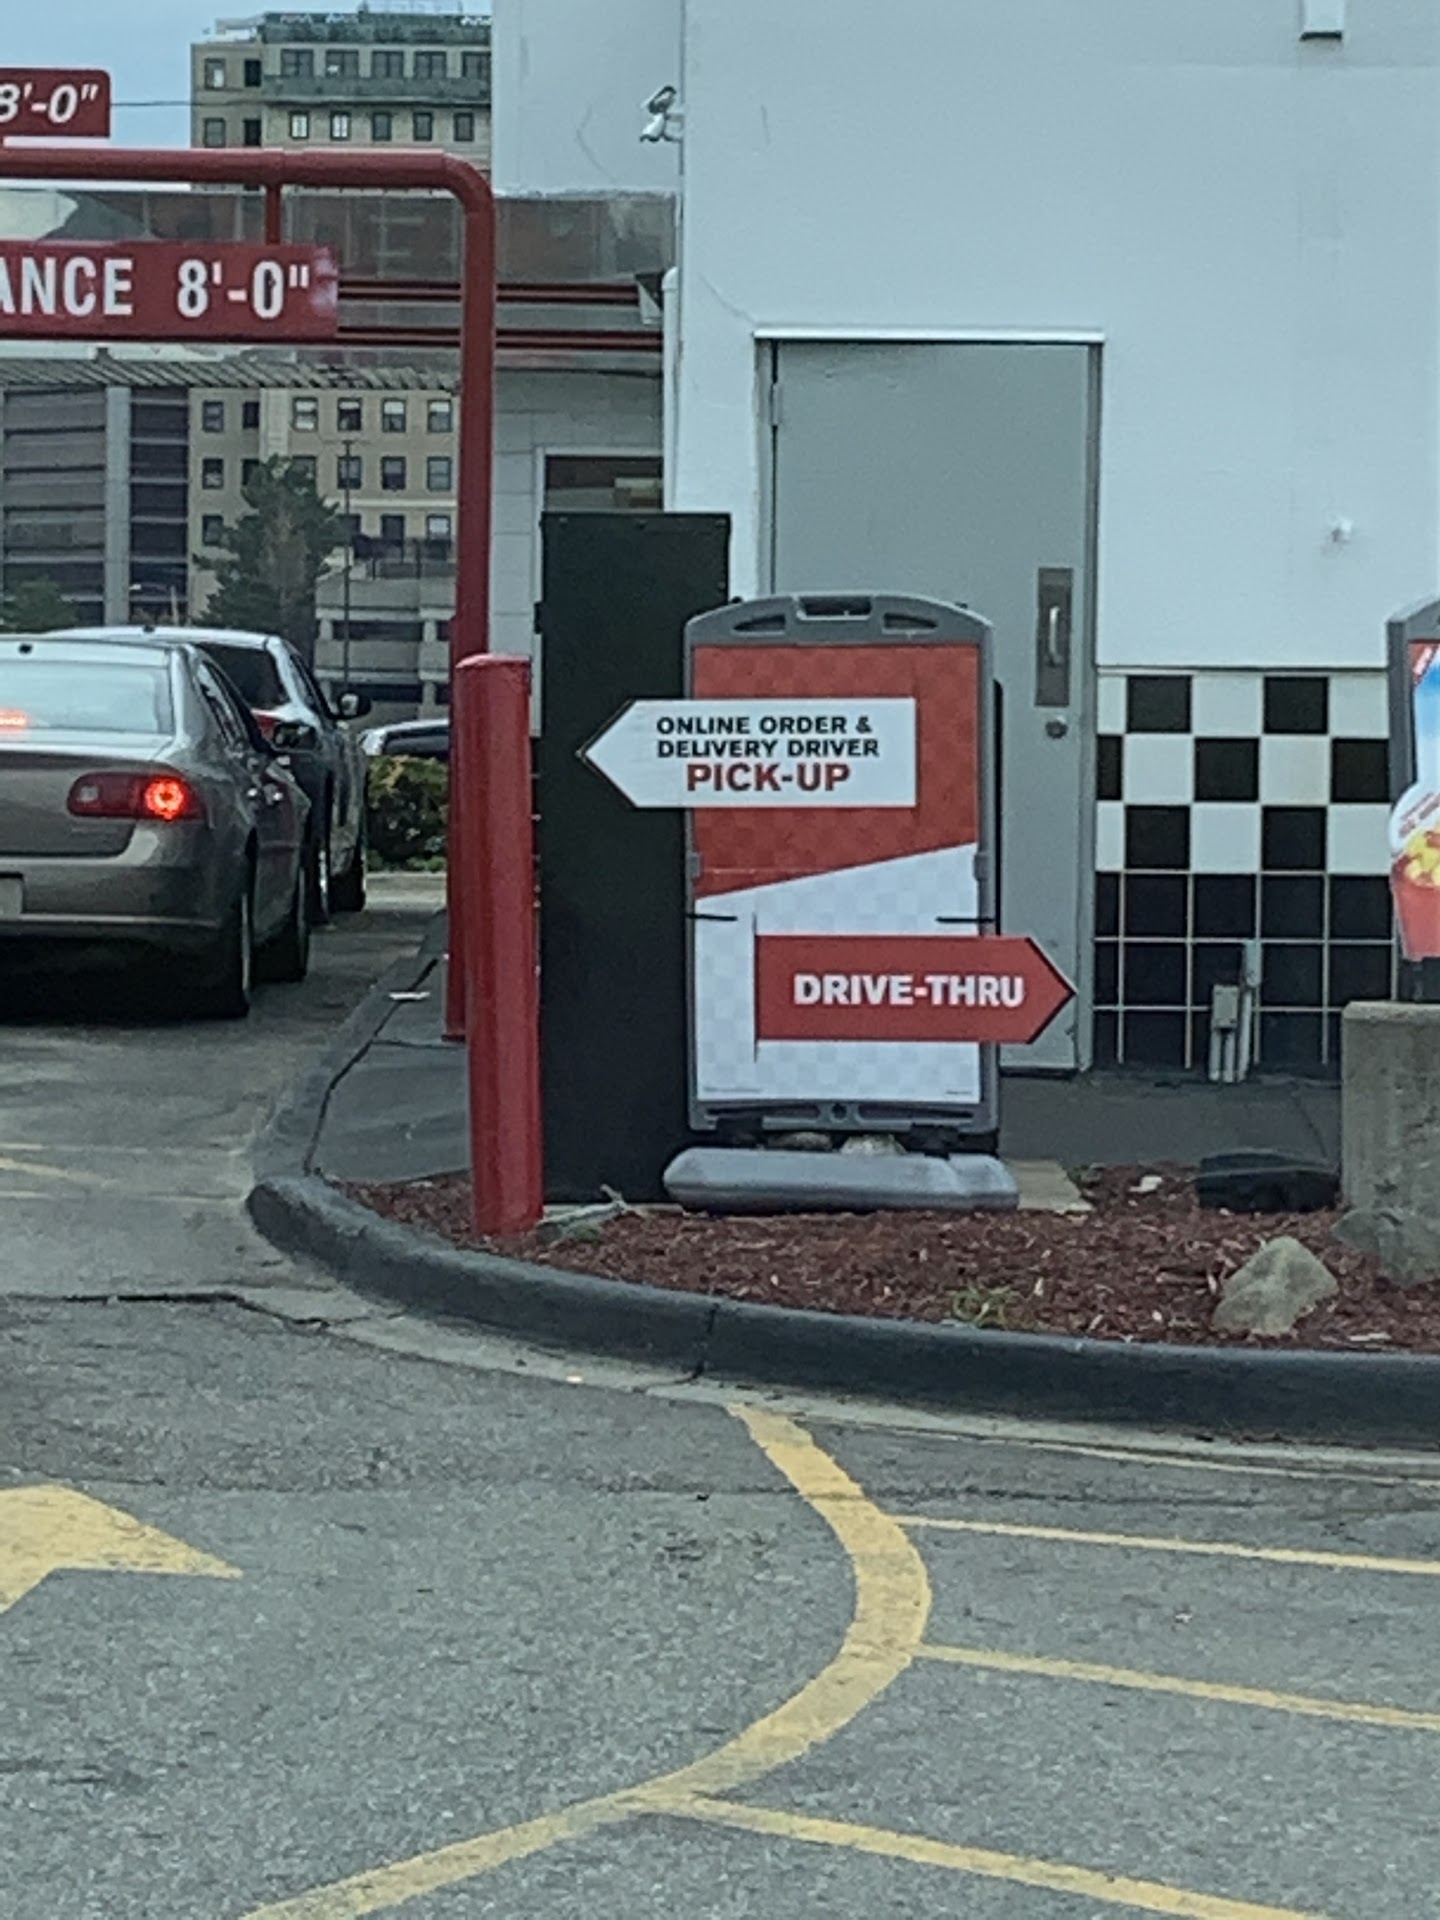 8'-0"
ANCE 8'-0"
ONLINE ORDER &
DELIVERY DRIVER
PICK-UP
DRIVE-THRU